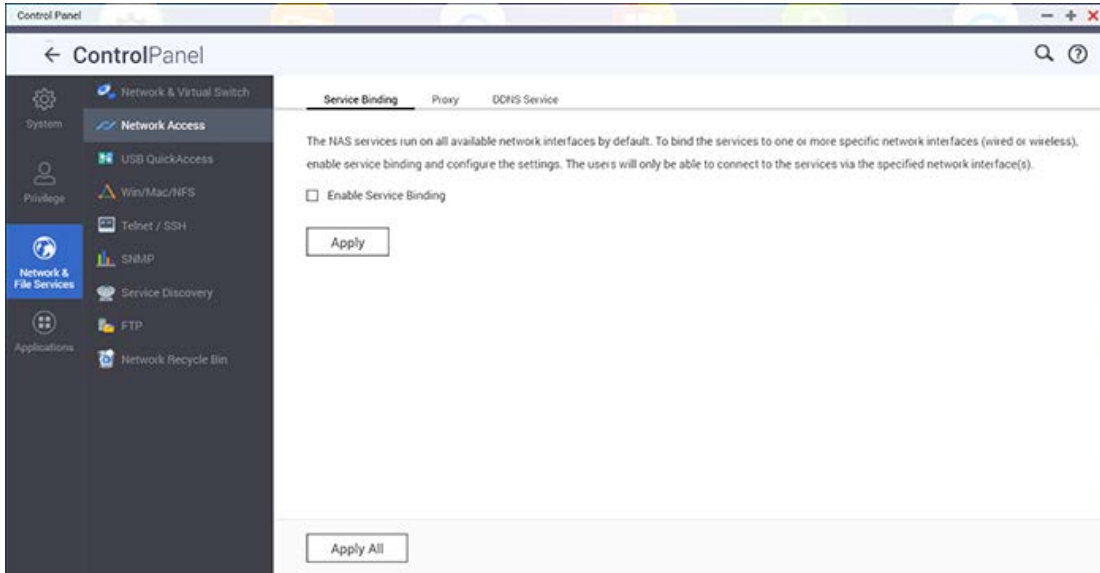 Control Panel
ControlPanel
System
Privilege
Network &
File Services
Applications
Network & Virtual Switch
Network Access
USB QuickAccess
Win/Mac/NFS
Telnet / SSH
SNMP
Service Discovery
FTP
Network Recycle Bin
Service Binding Proxy DDNS Service
The NAS services run on all available network interfaces by default. To bind the services to one or more specific network interfaces (wired or wireless),
enable service binding and configure the settings. The users will only be able to connect to the services via the specified network interface(s).
Enable Service Binding
Apply
Apply All